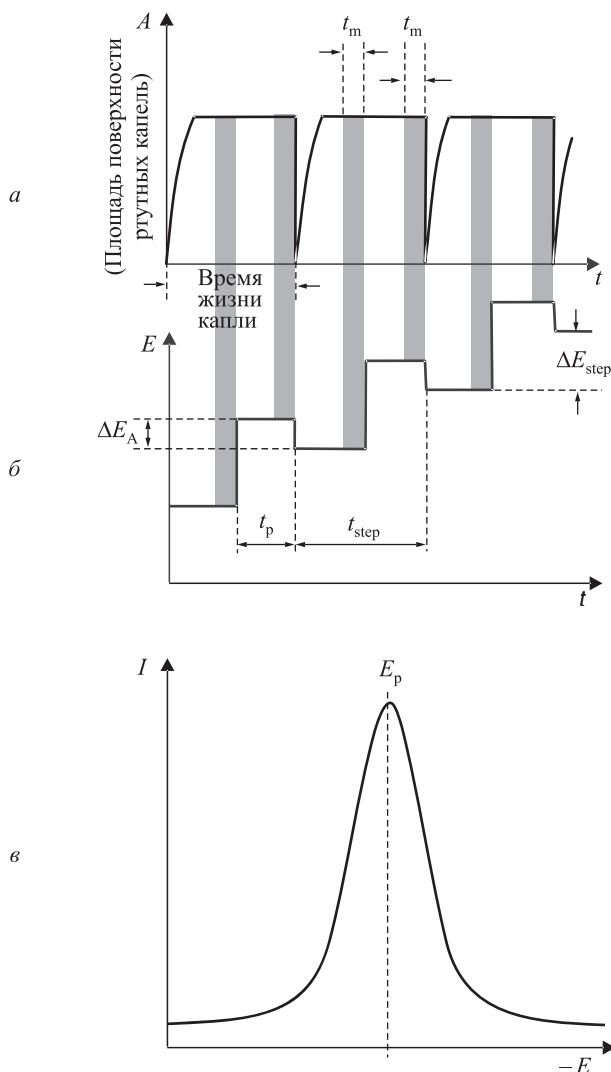 A
t_m
t_m
(Площадь поверхности
ртутных капель)
а
t
Время
жизни
капли
E
ΔE_step
ΔE_A
б
t_p
t_step
t
I
E_p
в
– E